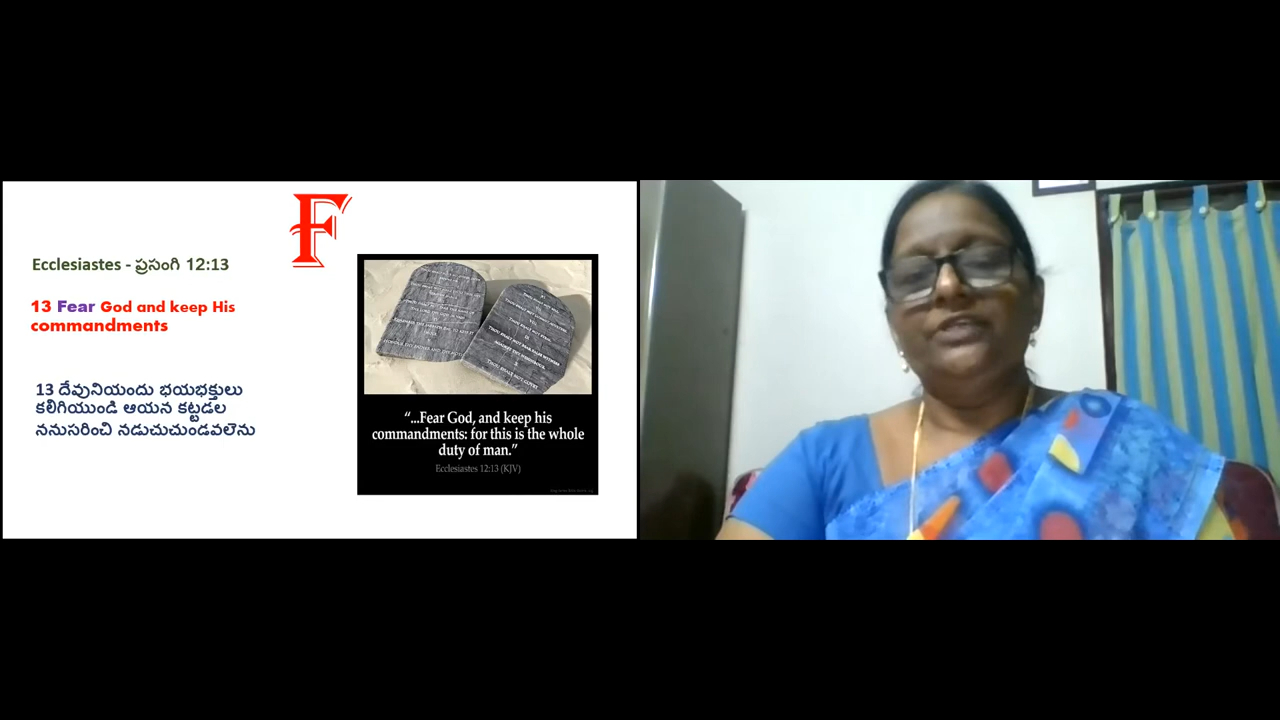 F
Ecclesiastes - ప్రసంగి 12:13
13 Fear God and keep His
commandments
13 దేవునియందు భయభక్తులు
కలిగియుండి ఆయన కట్టడల
ననుసరించి నడుచుచుండవలెను
“...Fear God, and keep his
commandments: for this is the whole
duty of man.”
Ecclesiastes 12:13 (KJV)